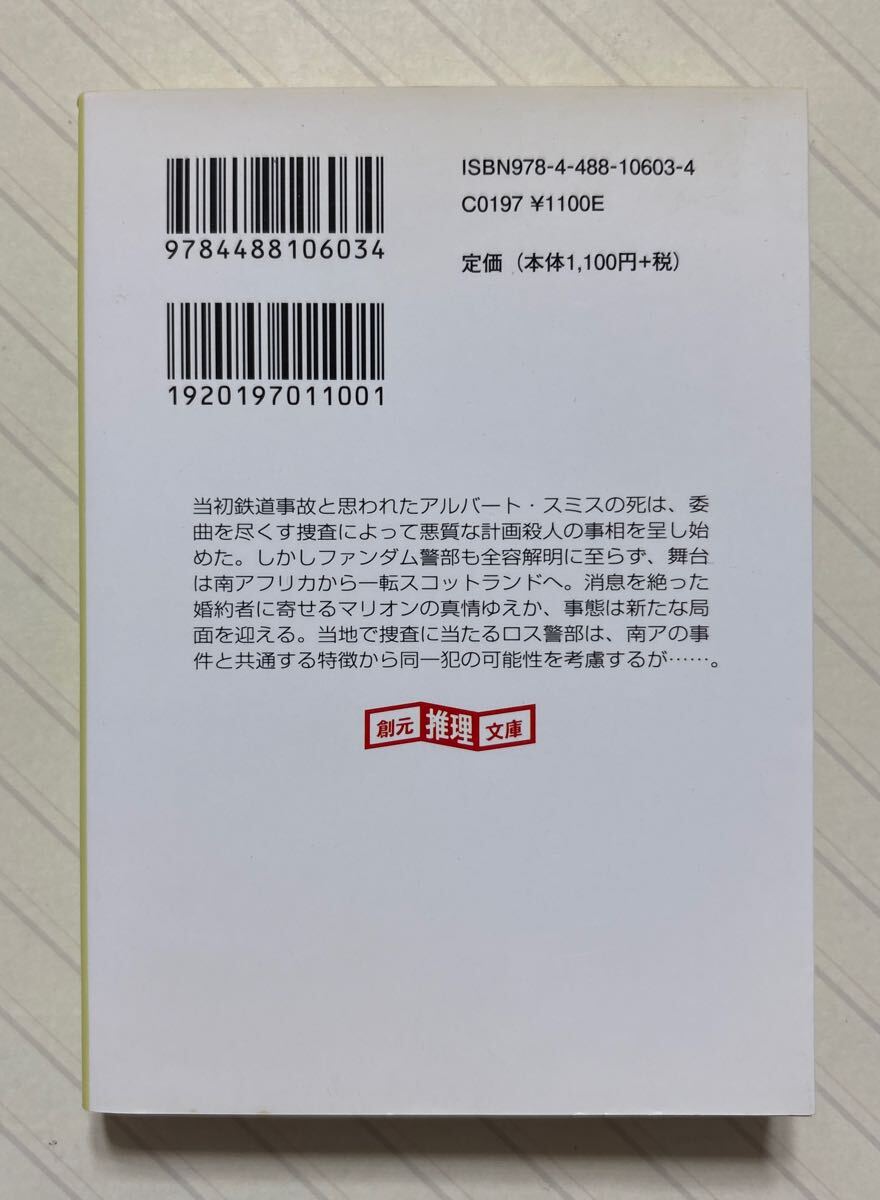 ISBN978-4-488-10603-4
C0197 ¥1100E
9784488106034
定価（本体1,100円+税）
1920197011001
当初鉄道事故と思われたアルバート・スミスの死は、委
曲を尽くす捜査によって悪質な計画殺人の事相を呈し始
めた。しかしファンダム警部も全容解明に至らず、舞台
は南アフリカから一転スコットランドへ。消息を絶った
婚約者に寄せるマリオンの真情ゆえか、事態は新たな局
面を迎える。当地で捜査に当たるロス警部は、南アの事
件と共通する特徴から同一犯の可能性を考慮するが……。
創元推理文庫